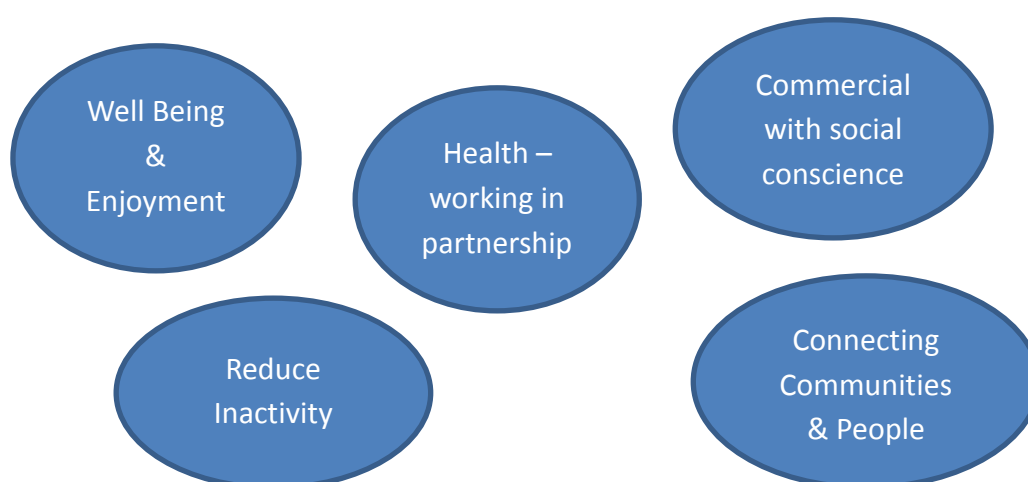 Well Being
&
Enjoyment
Health –
working in
partnership
Commercial
with social
conscience
Reduce
Inactivity
Connecting
Communities
& People